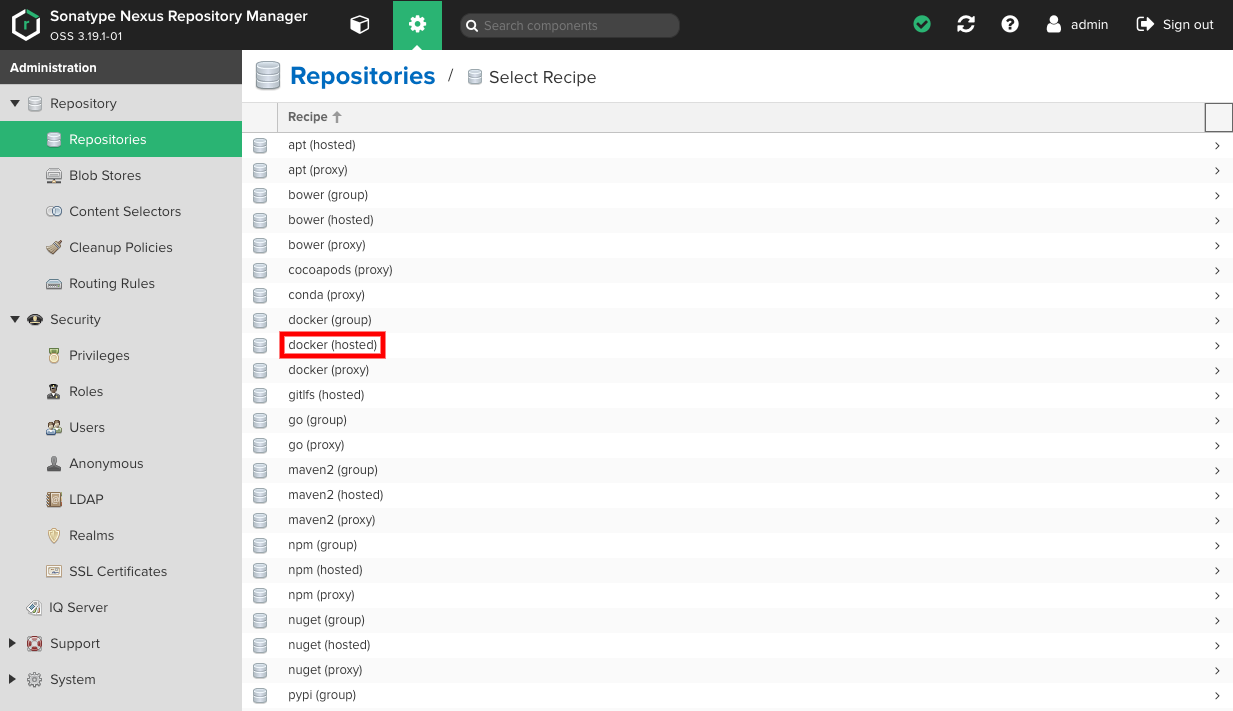 Sonatype Nexus Repository Manager
OSS 3.19.1-01
Search components
admin
Sign out
Administration
Repository
Repositories
Blob Stores
Content Selectors
Cleanup Policies
Routing Rules
Security
Privileges
Roles
Users
Anonymous
LDAP
Realms
SSL Certificates
IQ Server
Support
System
Repositories / Select Recipe
Recipe
apt (hosted)
apt (proxy)
bower (group)
bower (hosted)
bower (proxy)
cocoapods (proxy)
conda (proxy)
docker (group)
docker (hosted)
docker (proxy)
gitlfs (hosted)
go (group)
go (proxy)
maven2 (group)
maven2 (hosted)
maven2 (proxy)
npm (group)
npm (hosted)
npm (proxy)
nuget (group)
nuget (hosted)
nuget (proxy)
pypi (group)